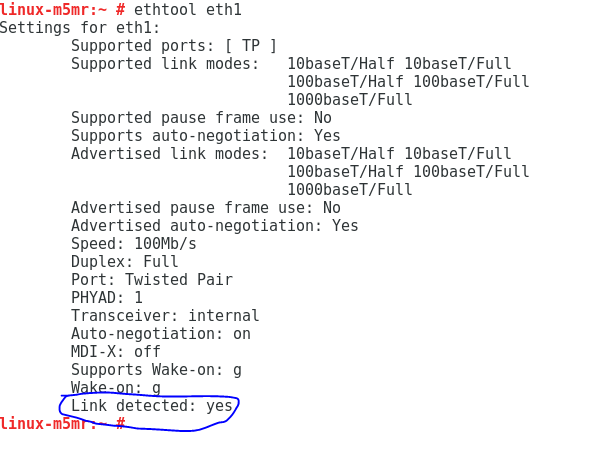 linux-m5mr:~ # ethtool eth1
Settings for eth1:
Supported ports: [ TP ]
Supported link modes:   10baseT/Half 10baseT/Full
100baseT/Half 100baseT/Full
1000baseT/Full
Supported pause frame use: No
Supports auto-negotiation: Yes
Advertised link modes:  10baseT/Half 10baseT/Full
100baseT/Half 100baseT/Full
1000baseT/Full
Advertised pause frame use: No
Advertised auto-negotiation: Yes
Speed: 100Mb/s
Duplex: Full
Port: Twisted Pair
PHYAD: 1
Transceiver: internal
Auto-negotiation: on
MDI-X: off
Supports Wake-on: g
Wake-on: g
Link detected: yes
linux-m5mr:~ #